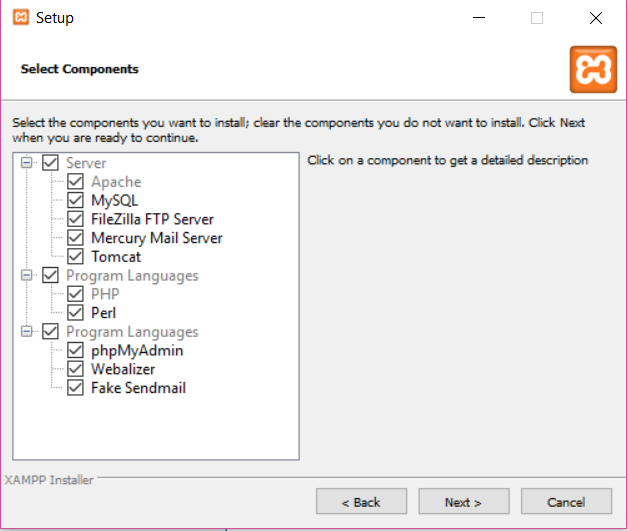 Setup
Select Components
Select the components you want to install; clear the components you do not want to install. Click Next
when you are ready to continue.
Server
Apache
MySQL
FileZilla FTP Server
Mercury Mail Server
Tomcat
Program Languages
PHP
Perl
Program Languages
phpMyAdmin
Webalizer
Fake Sendmail
Click on a component to get a detailed description
XAMPP Installer
< Back
Next >
Cancel